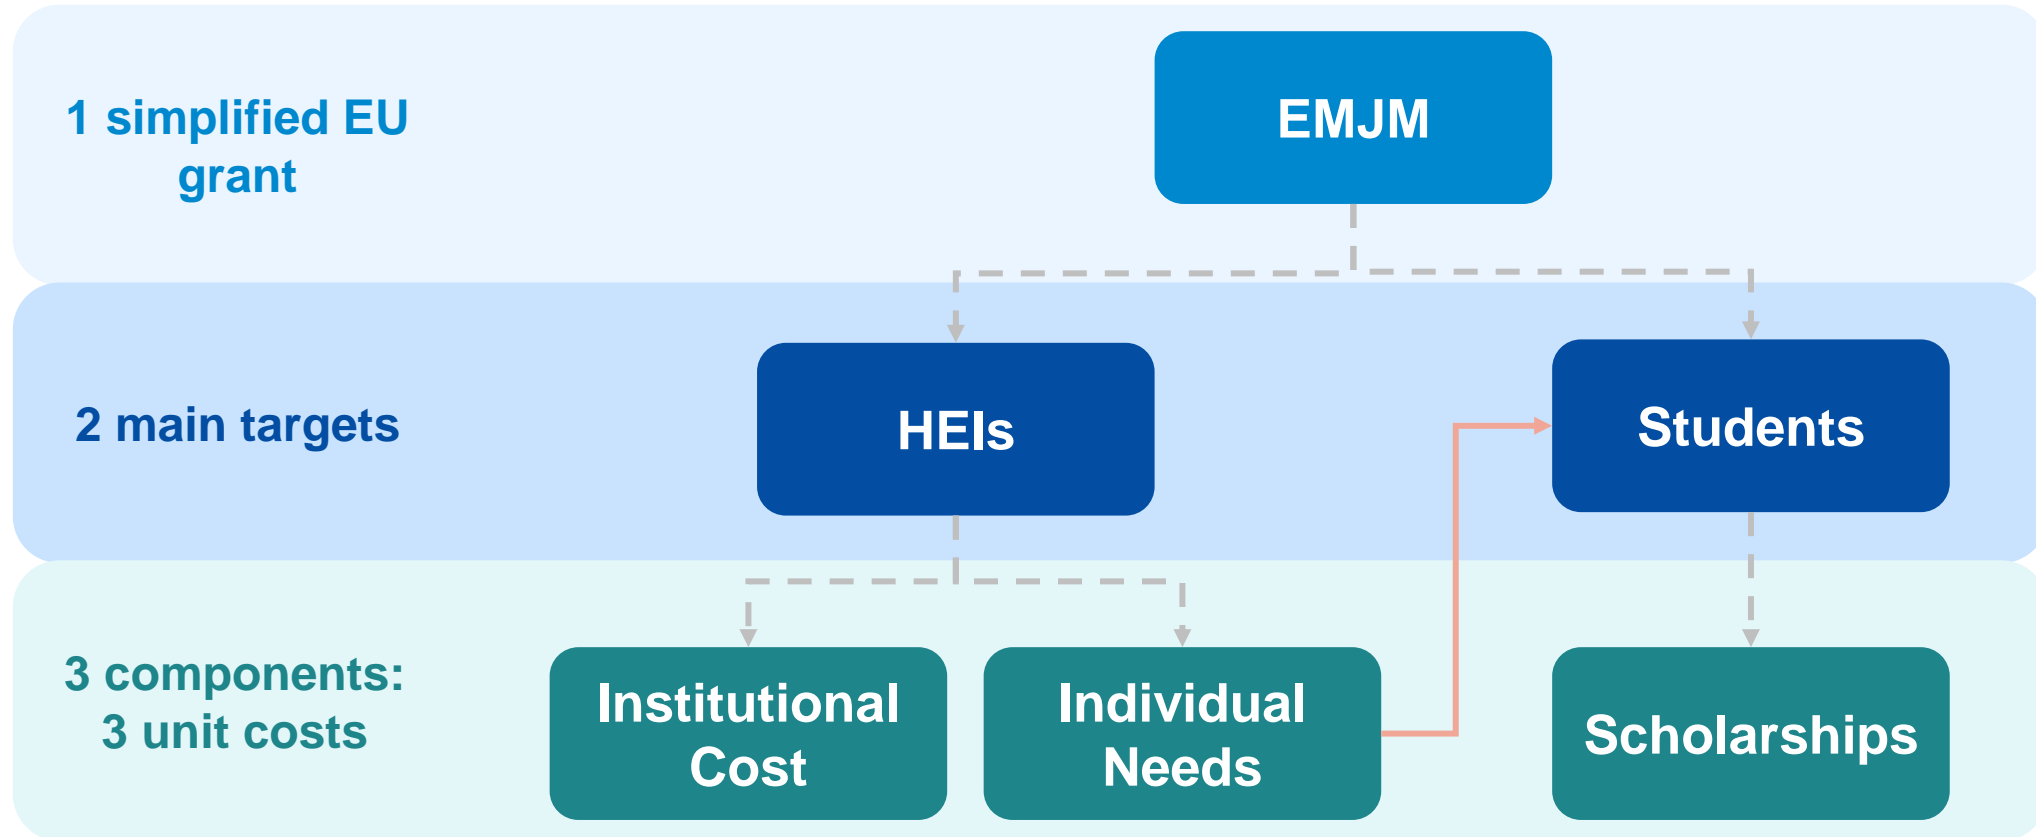 1 simplified EU
grant
EMJM
2 main targets
HEIs
Students
3 components:
3 unit costs
Institutional
Cost
Individual
Needs
Scholarships